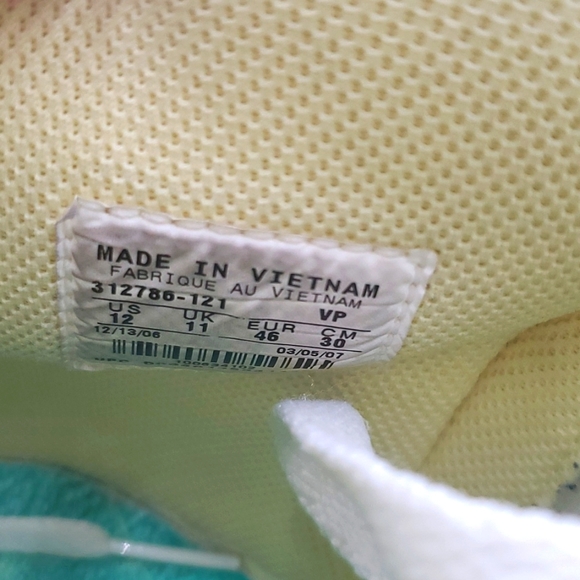 MADE IN VIETNAM
FABRIQUE AU VIETNAM
312786-121 VP
US UK EUR CM
12 11 46 30
12/13/06 03/05/07